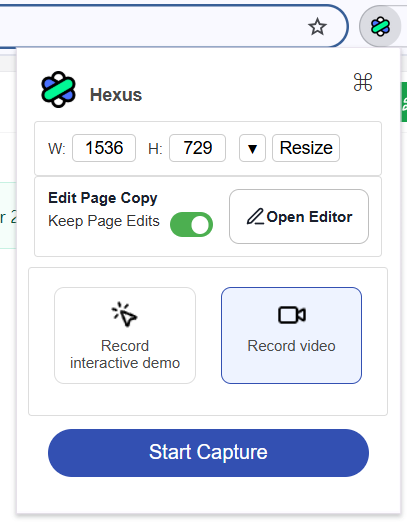 Hexus
W: 1536 H: 729 ▼ Resize
Edit Page Copy
Keep Page Edits
Open Editor
Record
interactive demo
Record video
Start Capture
r 2